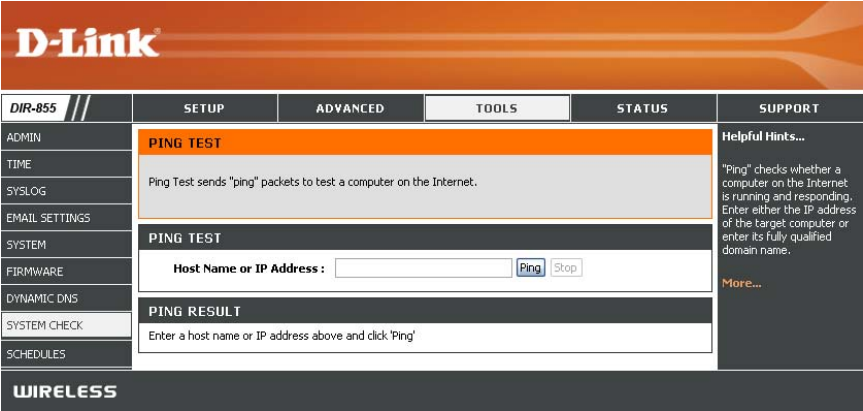 D-Link
DIR-855
SETUP
ADVANCED
TOOLS
STATUS
SUPPORT
ADMIN
TIME
SYSLOG
EMAIL SETTINGS
SYSTEM
FIRMWARE
DYNAMIC DNS
SYSTEM CHECK
SCHEDULES
PING TEST
Ping Test sends "ping" packets to test a computer on the Internet.
PING TEST
Host Name or IP Address :
Ping
Stop
PING RESULT
Enter a host name or IP address above and click 'Ping'
Helpful Hints...
"Ping" checks whether a
computer on the Internet
is running and responding.
Enter either the IP address
of the target computer or
enter its fully qualified
domain name.
More...
WIRELESS